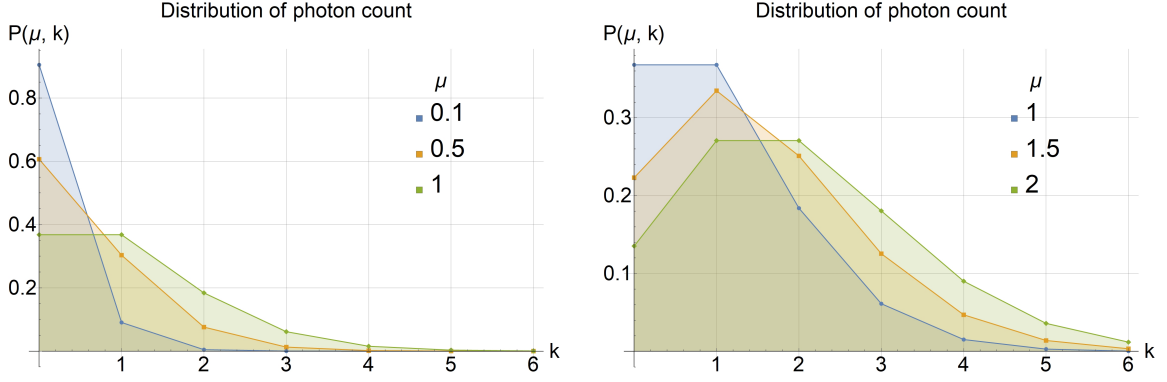 Distribution of photon count
P(μ, k)
0.8
0.6
0.4
0.2
μ
0.1
0.5
1
1 2 3 4 5 6 k
Distribution of photon count
P(μ, k)
0.3
0.2
0.1
μ
1
1.5
2
1 2 3 4 5 6 k